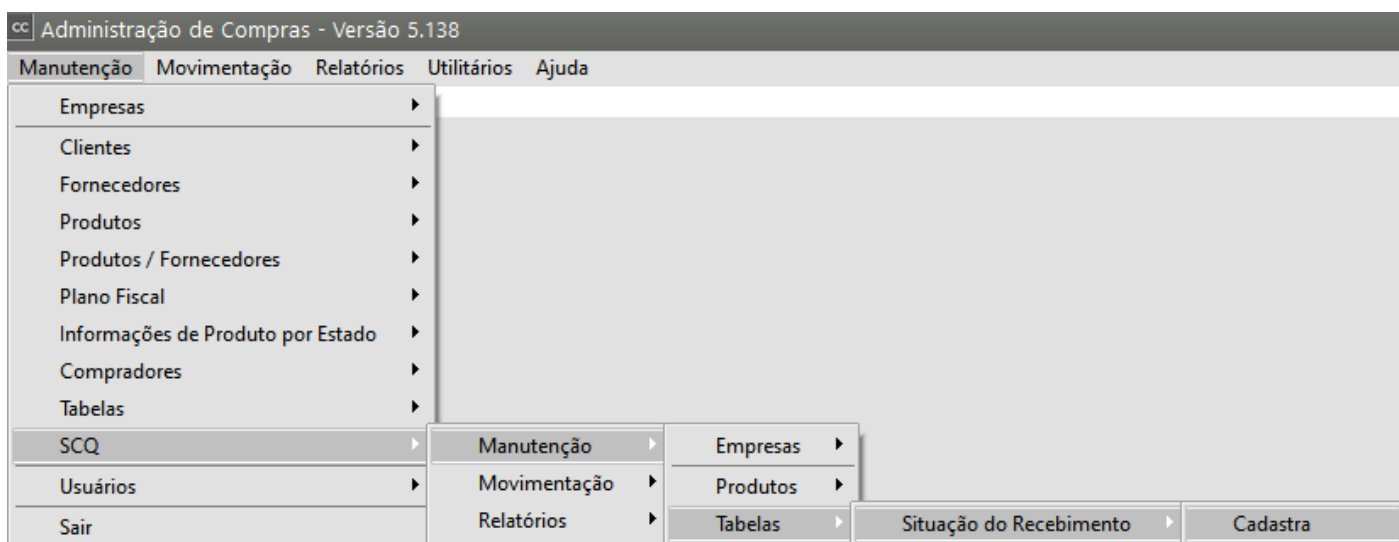 cc Administração de Compras - Versão 5.138
Manutenção Movimentação Relatórios Utilitários Ajuda
Empresas
Clientes
Fornecedores
Produtos
Produtos / Fornecedores
Plano Fiscal
Informações de Produto por Estado
Compradores
Tabelas
SCQ Manutenção Empresas
Usuários Movimentação Produtos
Sair Relatórios Tabelas Situação do Recebimento Cadastra